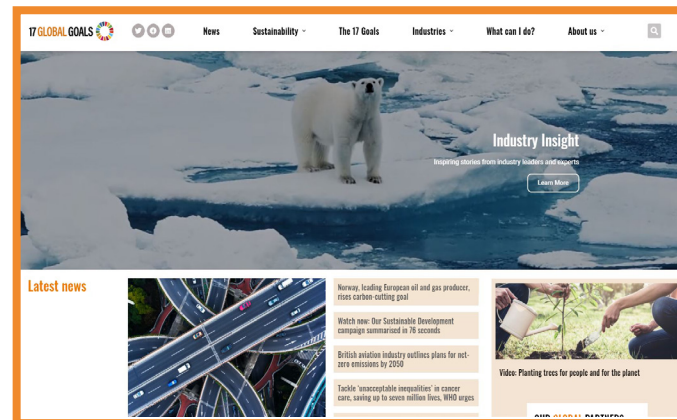 17 GLOBAL GOALS
News
Sustainability
The 17 Goals
Industries
What can I do?
About us
Industry Insight
Inspiring stories from industry leaders and experts
Learn More
Latest news
Norway, leading European oil and gas producer,
rises carbon-cutting goal
Watch now: Our Sustainable Development
campaign summarised in 76 seconds
British aviation industry outlines plans for net-
zero emissions by 2050
Tackle 'unacceptable inequalities' in cancer
care, saving up to seven million lives, WHO urges
Video: Planting trees for people and for the planet
OUR GLOBAL PARTNERS